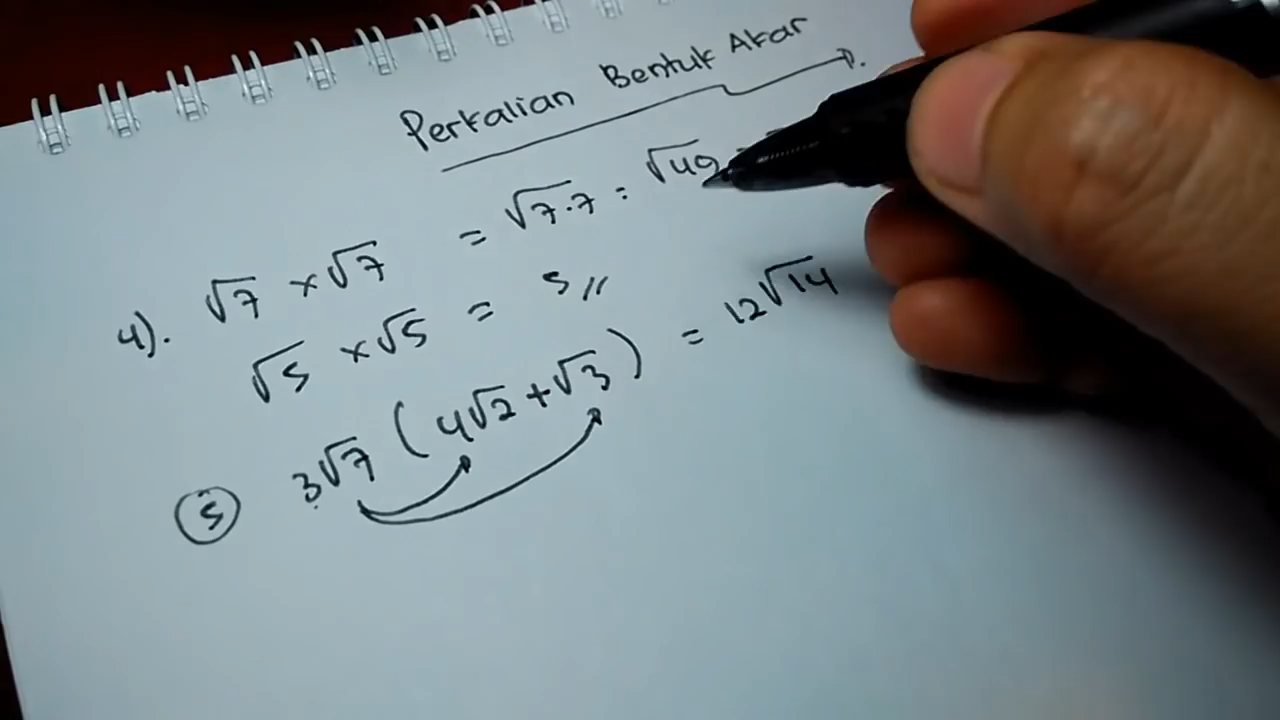 Perkalian Bentuk Akar
4). √7 × √7 = √7.7 = √49 =
√5 × √5 = 5 //
5 3√7 (4√2 + √3) = 12√14